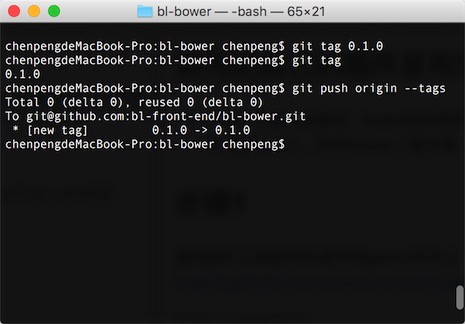 bl-bower — -bash — 65×21
chenpengdeMacBook-Pro:bl-bower chenpeng$ git tag 0.1.0
chenpengdeMacBook-Pro:bl-bower chenpeng$ git tag
0.1.0
chenpengdeMacBook-Pro:bl-bower chenpeng$ git push origin --tags
Total 0 (delta 0), reused 0 (delta 0)
To git@github.com:bl-front-end/bl-bower.git
 * [new tag]         0.1.0 -> 0.1.0
chenpengdeMacBook-Pro:bl-bower chenpeng$